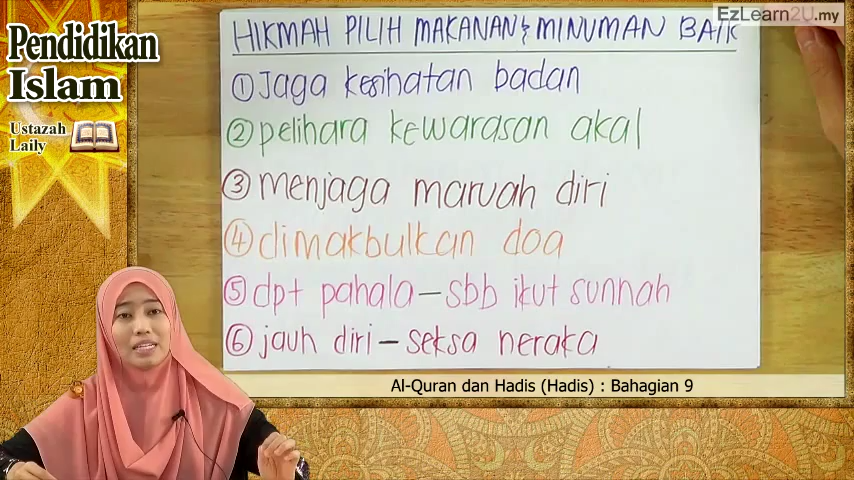 EzLearn2U.my
Pendidikan
Islam
Ustazah
Laily
HIKMAH PILIH MAKANAN & MINUMAN BAIK
① Jaga kesihatan badan
② pelihara kewarasan akal
③ menjaga maruah diri
④ dimakbulkan doa
⑤ dpt pahala – sbb ikut sunnah
⑥ jauh diri – seksa neraka
Al-Quran dan Hadis (Hadis) : Bahagian 9